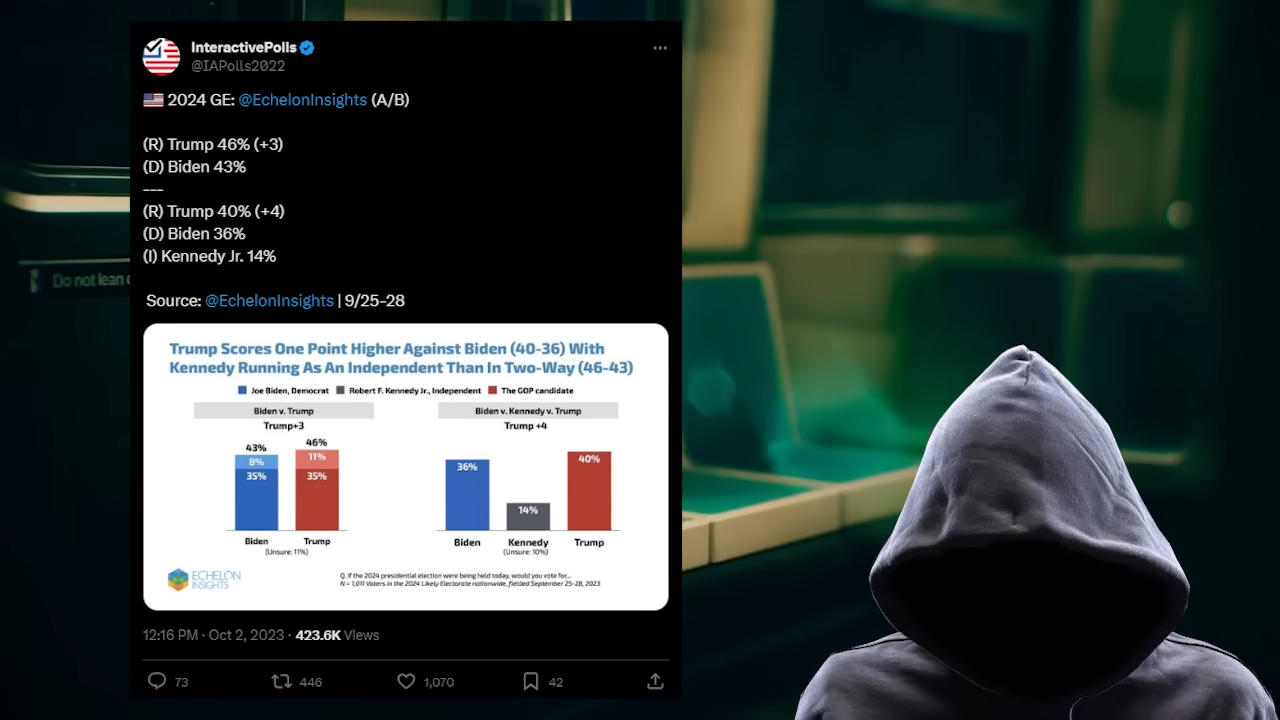 InteractivePolls
@IAPolls2022
2024 GE: @EchelonInsights (A/B)
(R) Trump 46% (+3)
(D) Biden 43%
---
(R) Trump 40% (+4)
(D) Biden 36%
(I) Kennedy Jr. 14%
Source: @EchelonInsights | 9/25-28
Do not lean
Trump Scores One Point Higher Against Biden (40-36) With
Kennedy Running As An Independent Than In Two-Way (46-43)
Joe Biden, Democrat Robert F. Kennedy Jr., Independent The GOP candidate
Biden v. Trump
Trump+3
43% 46%
8% 11%
35% 35%
Biden Trump
(Unsure: 11%)
Biden v. Kennedy v. Trump
Trump +4
36% 14% 40%
Biden Kennedy Trump
(Unsure: 10%)
ECHELON
INSIGHTS
Q. If the 2024 presidential election were being held today, would you vote for...
N = 1,011 Voters in the 2024 Likely Electorate nationwide, fielded September 25-28, 2023
12:16 PM · Oct 2, 2023 · 423.6K Views
73 446 1,070 42